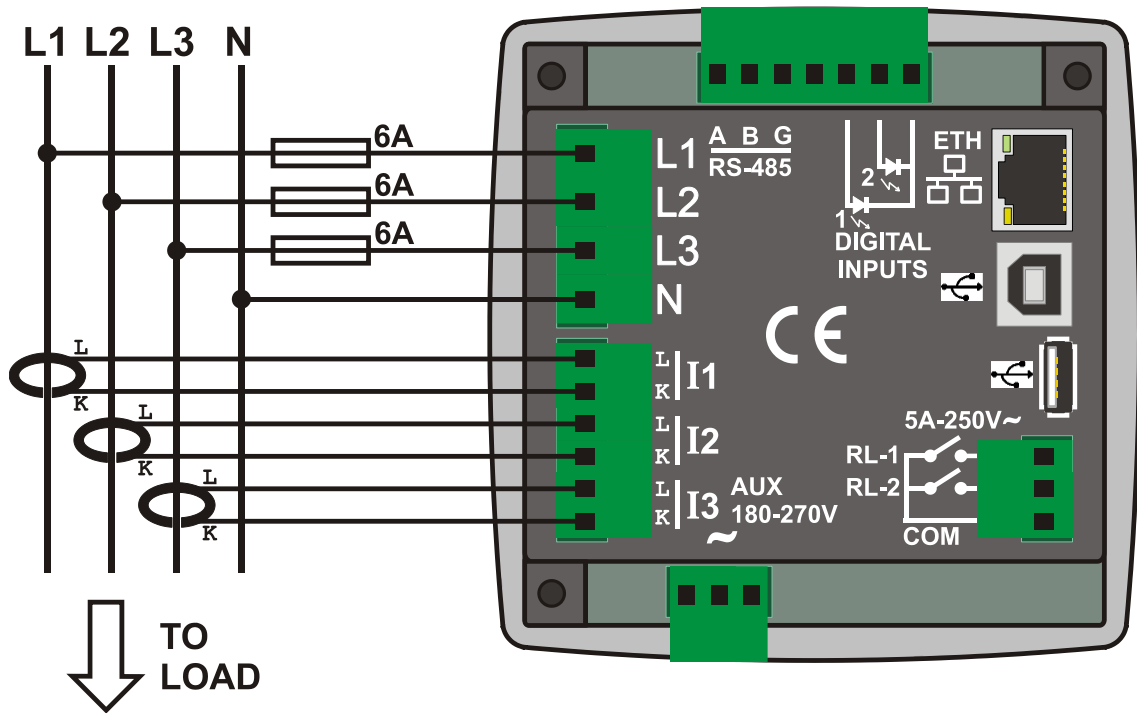 L1 L2 L3 N
6A
6A
6A
L1
L2
L3
N
A B G
RS-485
2
1
DIGITAL
INPUTS
ETH
CE
L
K
L
K
L
K
L
K I1
L
K I2
L
K I3
AUX
180-270V
~
5A-250V~
RL-1
RL-2
COM
TO
LOAD